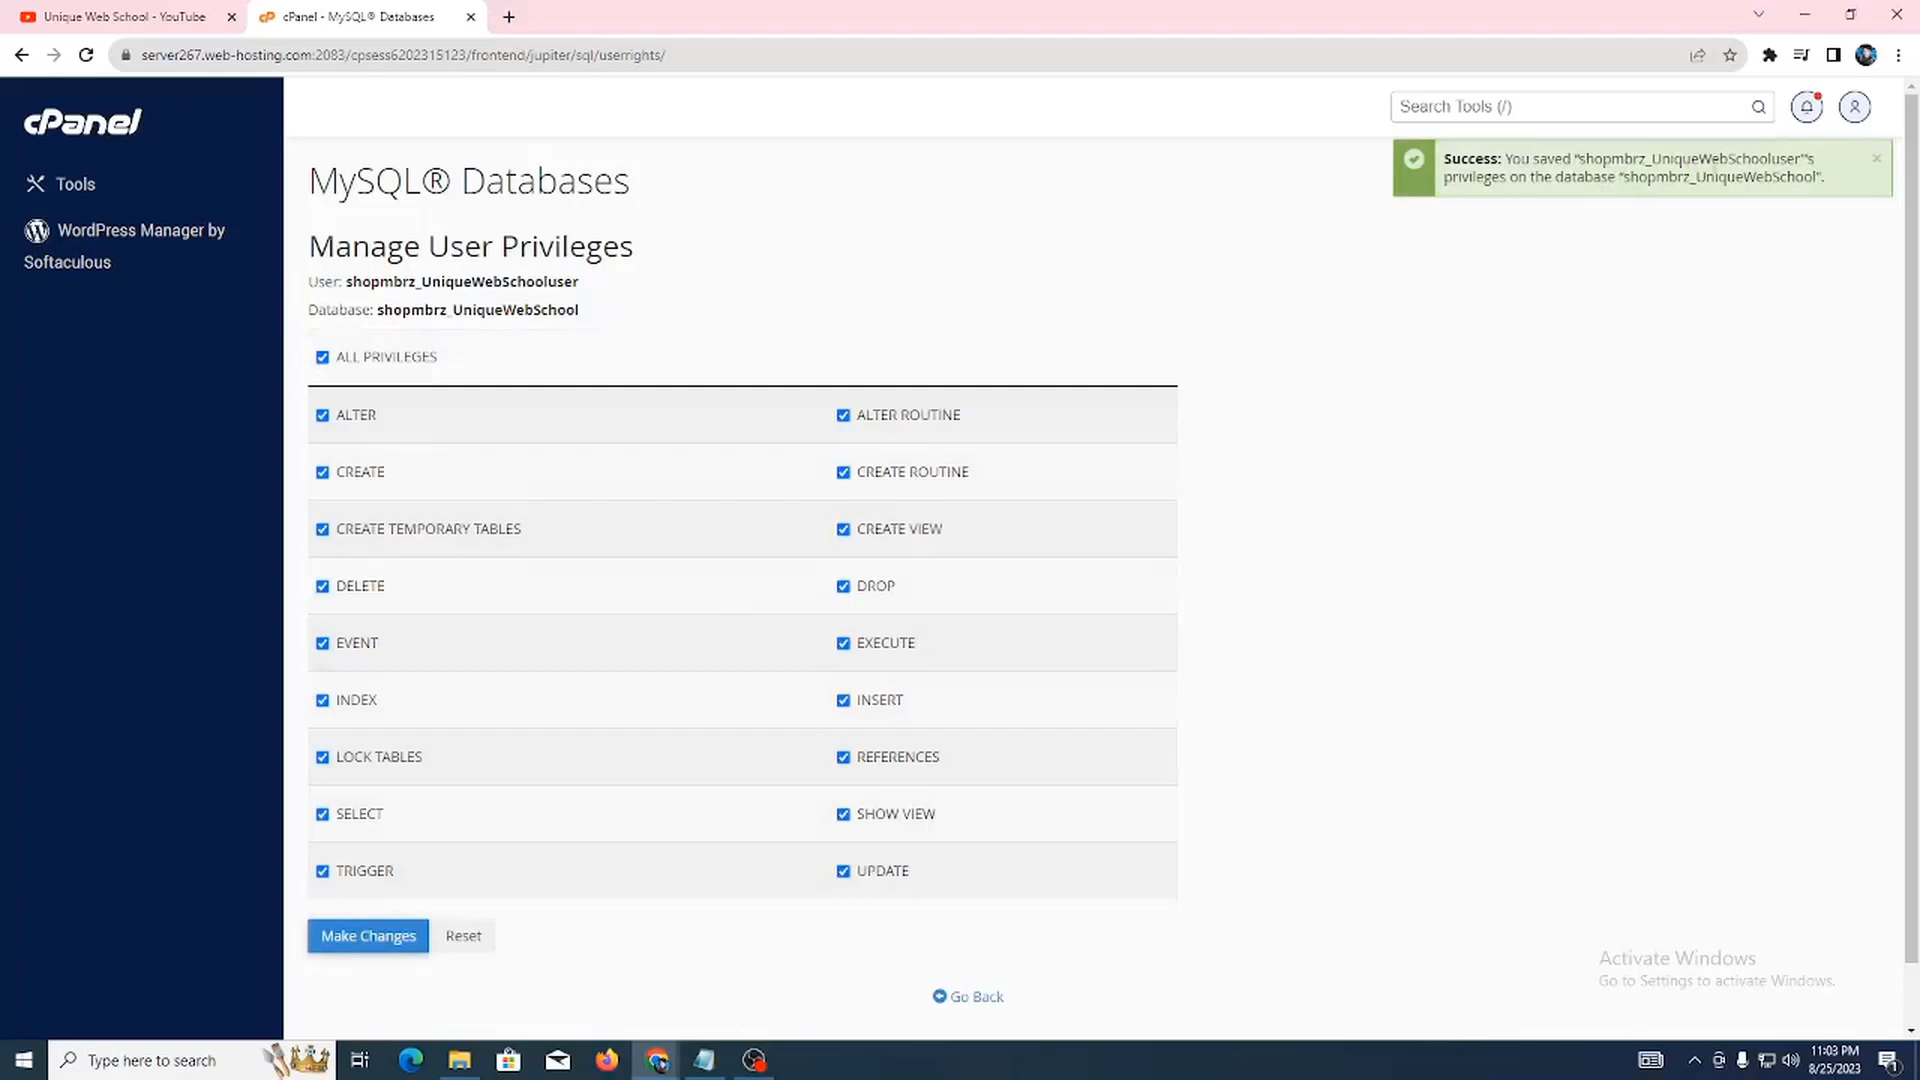 Unique Web School - YouTube
cPanel - MySQL® Databases
server267.web-hosting.com:2083/cpsess6202315123/frontend/jupiter/sql/userrights/
cPanel
Tools
WordPress Manager by
Softaculous
Search Tools (/)
Success: You saved “shopmbrz_UniqueWebSchooluser”'s
privileges on the database “shopmbrz_UniqueWebSchool”.
MySQL® Databases
Manage User Privileges
User: shopmbrz_UniqueWebSchooluser
Database: shopmbrz_UniqueWebSchool
ALL PRIVILEGES
ALTER
ALTER ROUTINE
CREATE
CREATE ROUTINE
CREATE TEMPORARY TABLES
CREATE VIEW
DELETE
DROP
EVENT
EXECUTE
INDEX
INSERT
LOCK TABLES
REFERENCES
SELECT
SHOW VIEW
TRIGGER
UPDATE
Make Changes
Reset
Go Back
Activate Windows
Go to Settings to activate Windows.
Type here to search
11:03 PM
8/25/2023
1